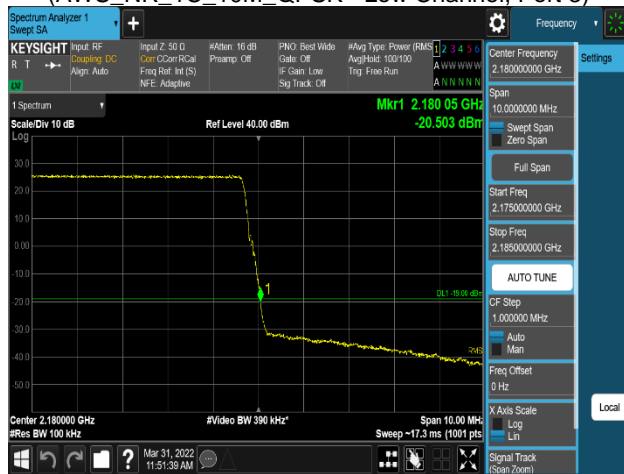 Spectrum Analyzer 1
Swept SA
+
Frequency
KEYSIGHT
R T
LV
Input: RF
Coupling: DC
Align: Auto
Input Z: 50 Ω
Corr CCorr RCal
Freq Ref: Int (S)
NFE: Adaptive
#Atten: 16 dB
Preamp: Off
PNO: Best Wide
Gate: Off
IF Gain: Low
Sig Track: Off
#Avg Type: Power (RMS
Avg|Hold: 100/100
Trig: Free Run
1 2 3 4 5 6
A W W W W W
A N N N N N
1 Spectrum
Scale/Div 10 dB
Log
Ref Level 40.00 dBm
Mkr1 2.180 05 GHz
-20.503 dBm
30.0
20.0
10.0
0.00
-10.0
-20.0
-30.0
-40.0
-50.0
1
DL1 -19.00 dBm
RMS
Center 2.180000 GHz
#Res BW 100 kHz
#Video BW 390 kHz*
Span 10.00 MHz
Sweep ~17.3 ms (1001 pts
?
Mar 31, 2022
11:51:39 AM
Center Frequency
2.180000000 GHz
Settings
Span
10.0000000 MHz
Swept Span
Zero Span
Full Span
Start Freq
2.175000000 GHz
Stop Freq
2.185000000 GHz
AUTO TUNE
CF Step
1.000000 MHz
Auto
Man
Freq Offset
0 Hz
X Axis Scale
Log
Lin
Local
Signal Track
(Span Zoom)